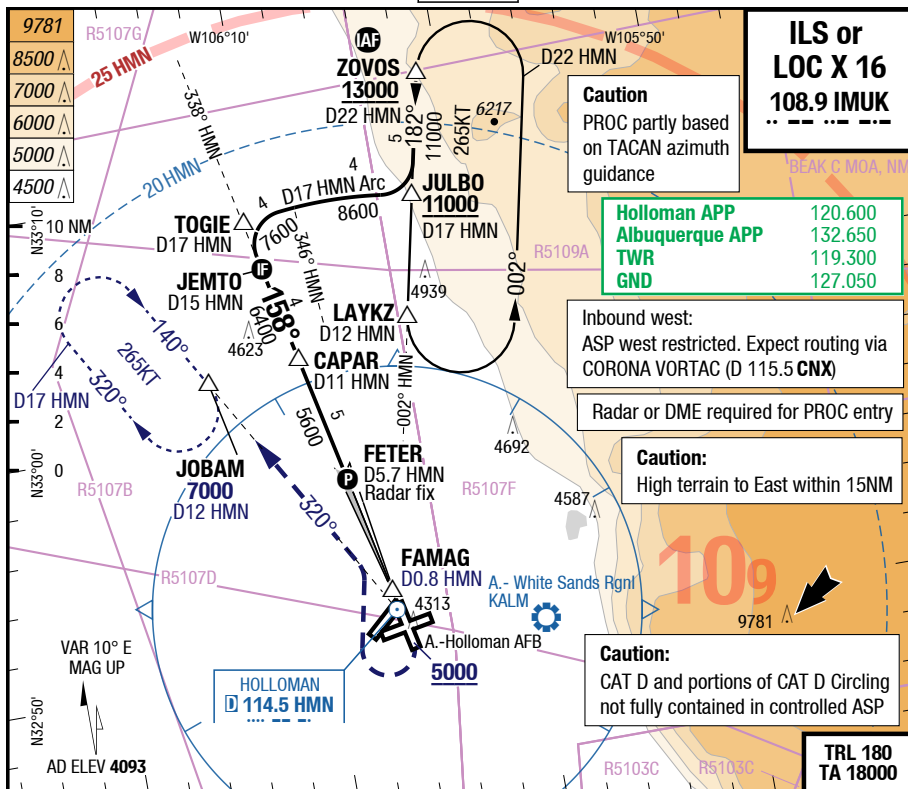 9781
8500
7000
6000
5000
4500
R5107G
W106°10'
25 HMN
IAF
ZOVOS
13000
D22 HMN
W105°50'
D22 HMN
ILS or
LOC X 16
108.9 IMUK
Caution
PROC partly based
on TACAN azimuth
guidance
338° HMN
182°
11000
5
265KT
6217
20 HMN
BEAK C MOA, NM
4
D17 HMN Arc
8600
4
7600
JULBO
11000
D17 HMN
TOGIE
D17 HMN
N33°10'
10 NM
346° HMN
R5109A
002°
Holloman APP 120.600
Albuquerque APP 132.650
TWR 119.300
GND 127.050
IF
JEMTO
D15 HMN
158°
4
6400
8
6
4
2
0
4939
LAYKZ
D12 HMN
4623
140°
265KT
320°
D17 HMN
CAPAR
D11 HMN
002° HMN
Inbound west:
ASP west restricted. Expect routing via
CORONA VORTAC (D 115.5 CNX)
Radar or DME required for PROC entry
5
5600
4692
JOBAM
7000
D12 HMN
FETER
D5.7 HMN
Radar fix
P
N33°00'
R5107B
R5107F
4587
Caution:
High terrain to East within 15NM
320°
109
R5107D
FAMAG
D0.8 HMN
4313
A.- White Sands Rgnl
KALM
9781
A.-Holloman AFB
5000
HOLLOMAN
D 114.5 HMN
VAR 10° E
MAG UP
N32°50'
AD ELEV 4093
Caution:
CAT D and portions of CAT D Circling
not fully contained in controlled ASP
R5103C
R5103C
TRL 180
TA 18000